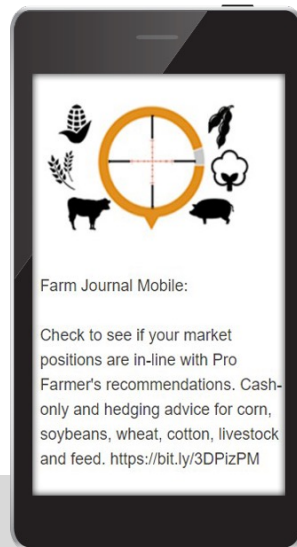 Farm Journal Mobile:
Check to see if your market
positions are in-line with Pro
Farmer's recommendations. Cash-
only and hedging advice for corn,
soybeans, wheat, cotton, livestock
and feed. https://bit.ly/3DPizPM